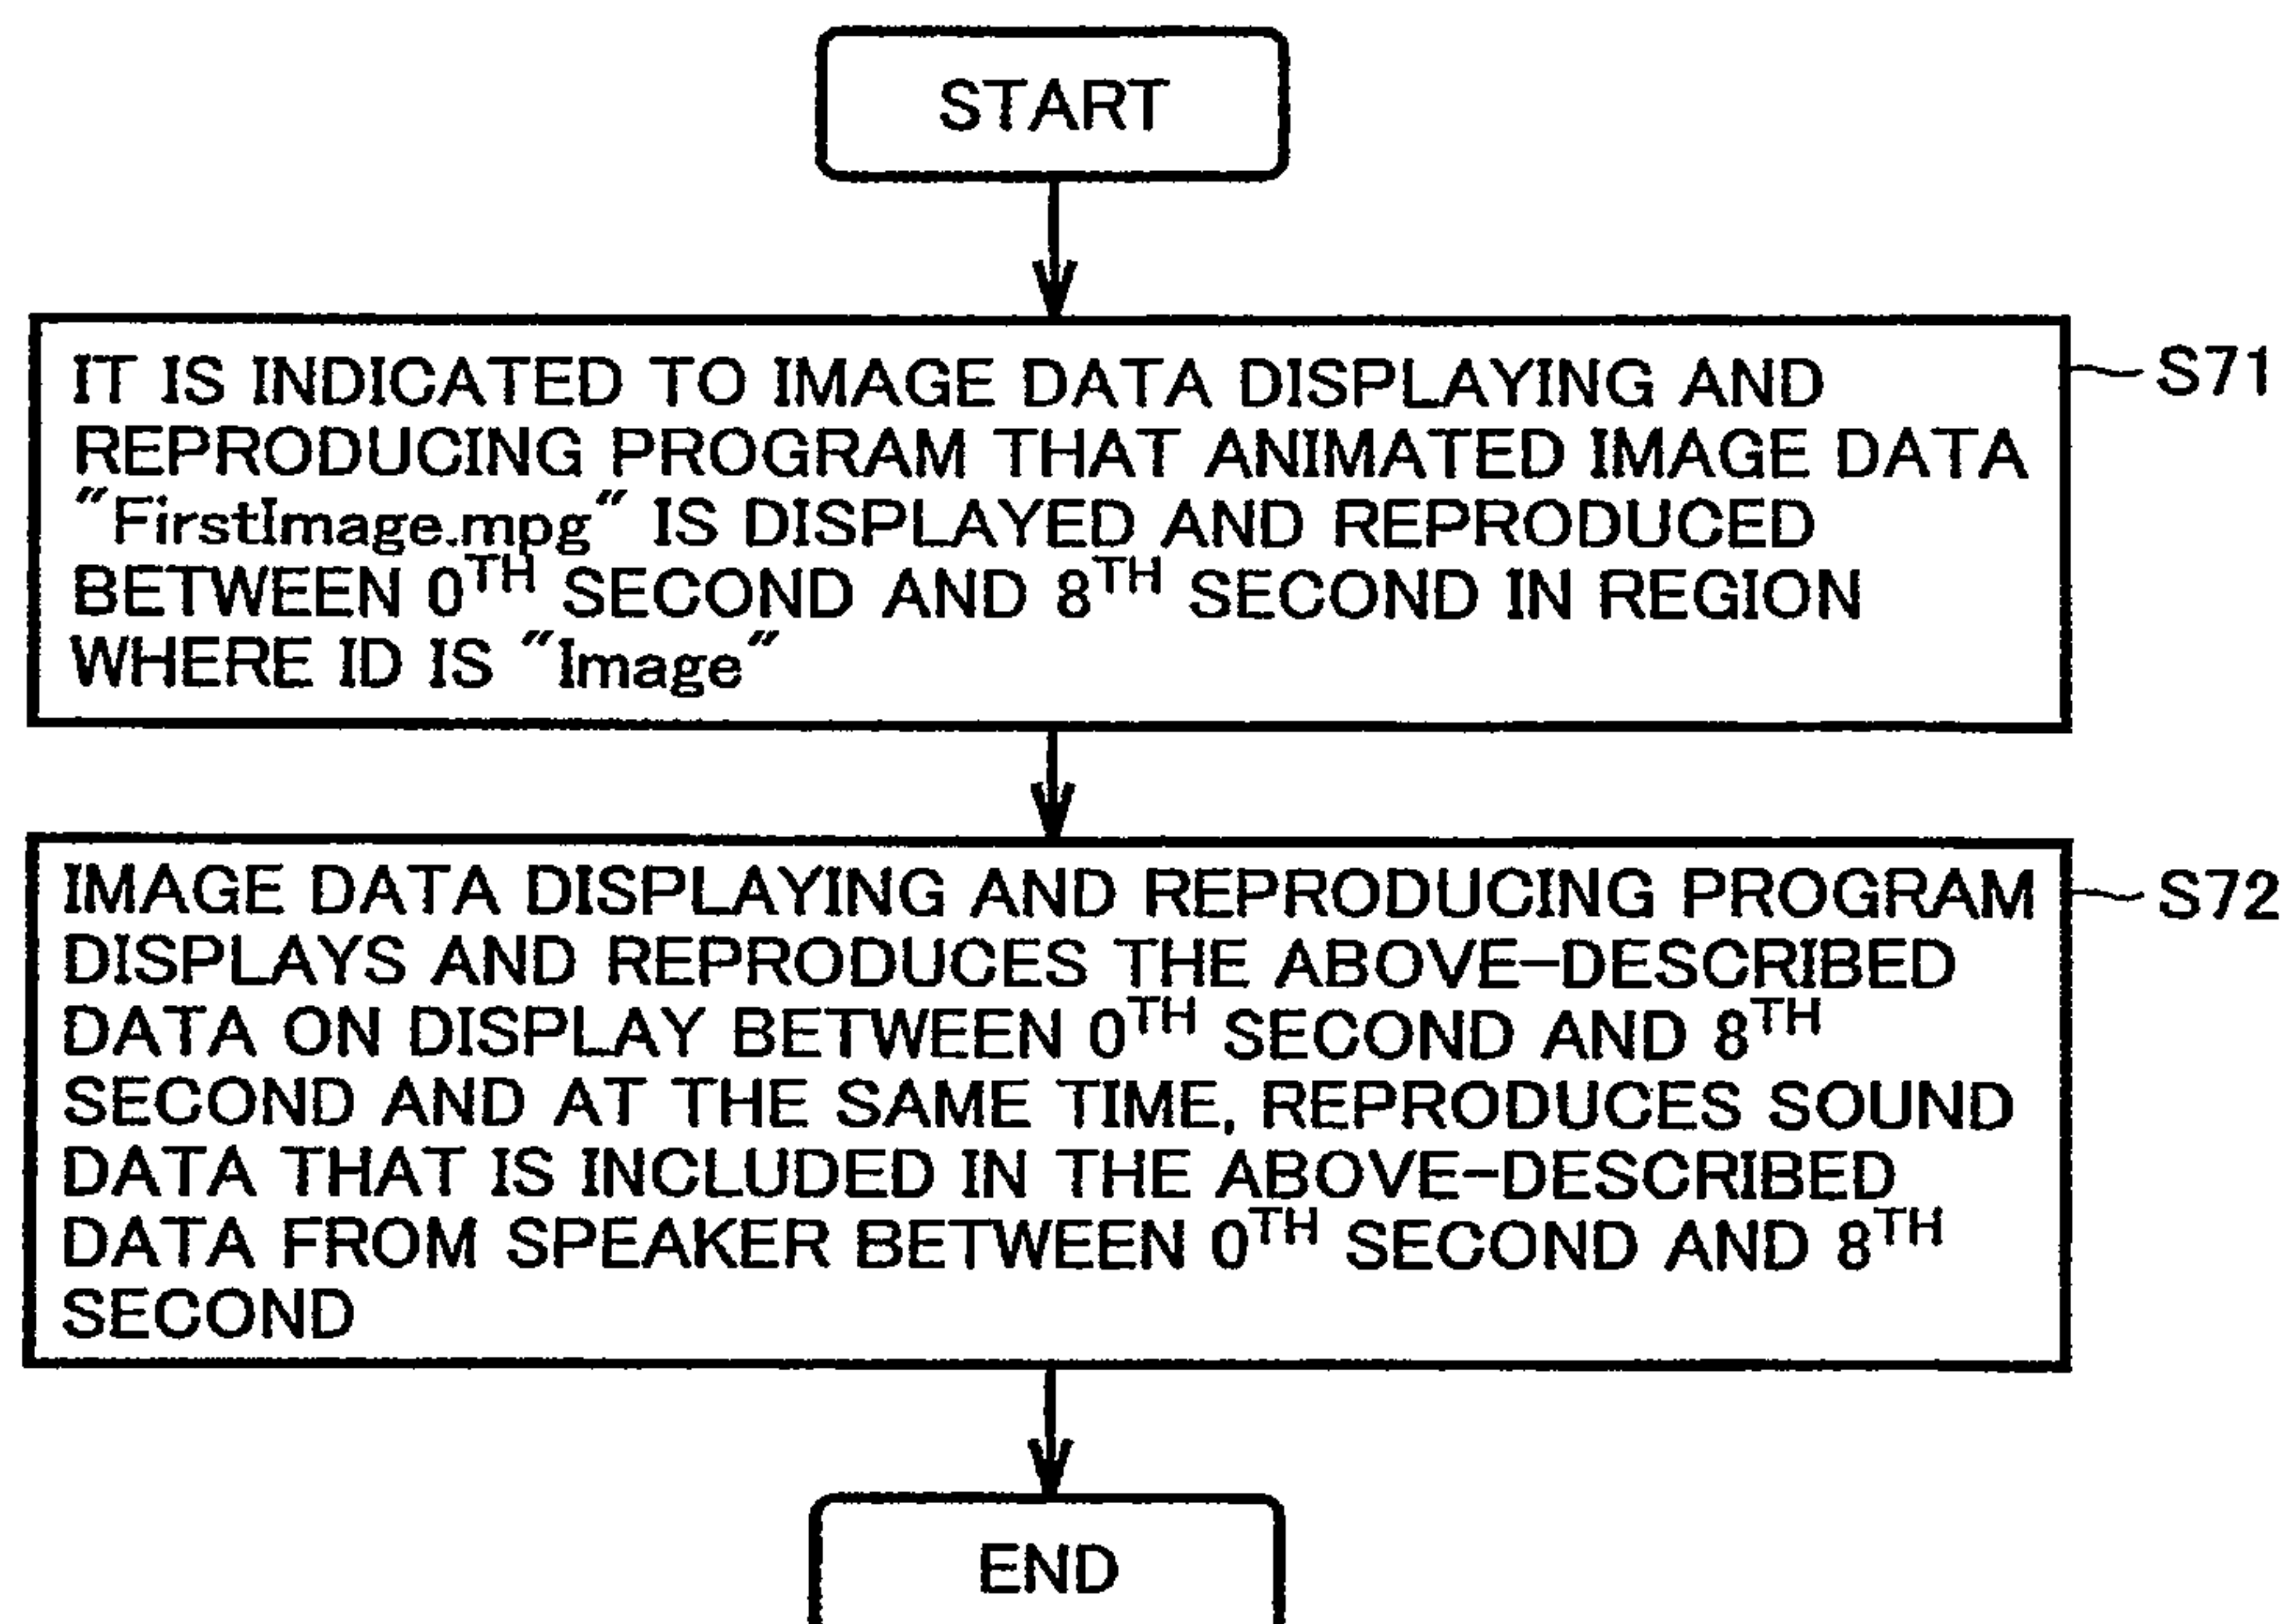 START
IT IS INDICATED TO IMAGE DATA DISPLAYING AND
REPRODUCING PROGRAM THAT ANIMATED IMAGE DATA
"FirstImage.mpg" IS DISPLAYED AND REPRODUCED
BETWEEN 0TH SECOND AND 8TH SECOND IN REGION
WHERE ID IS "Image"
S71
IMAGE DATA DISPLAYING AND REPRODUCING PROGRAM
DISPLAYS AND REPRODUCES THE ABOVE-DESCRIBED
DATA ON DISPLAY BETWEEN 0TH SECOND AND 8TH
SECOND AND AT THE SAME TIME, REPRODUCES SOUND
DATA THAT IS INCLUDED IN THE ABOVE-DESCRIBED
DATA FROM SPEAKER BETWEEN 0TH SECOND AND 8TH
SECOND
S72
END